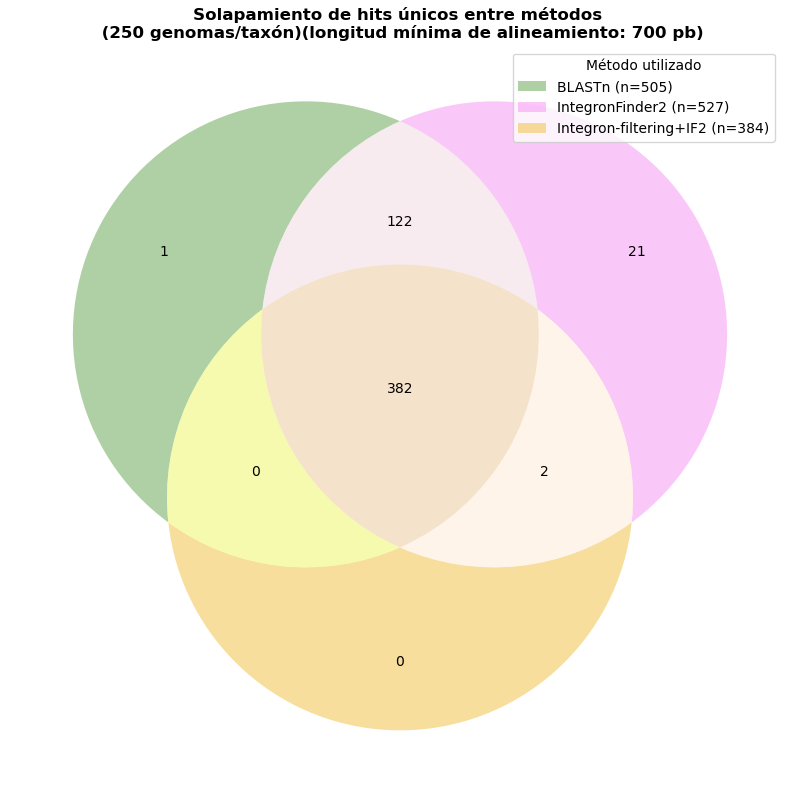 Solapamiento de hits únicos entre métodos
(250 genomas/taxón)(longitud mínima de alineamiento: 700 pb)
Método utilizado
BLASTn (n=505)
IntegronFinder2 (n=527)
Integron-filtering+IF2 (n=384)
122
1
21
382
0
2
0